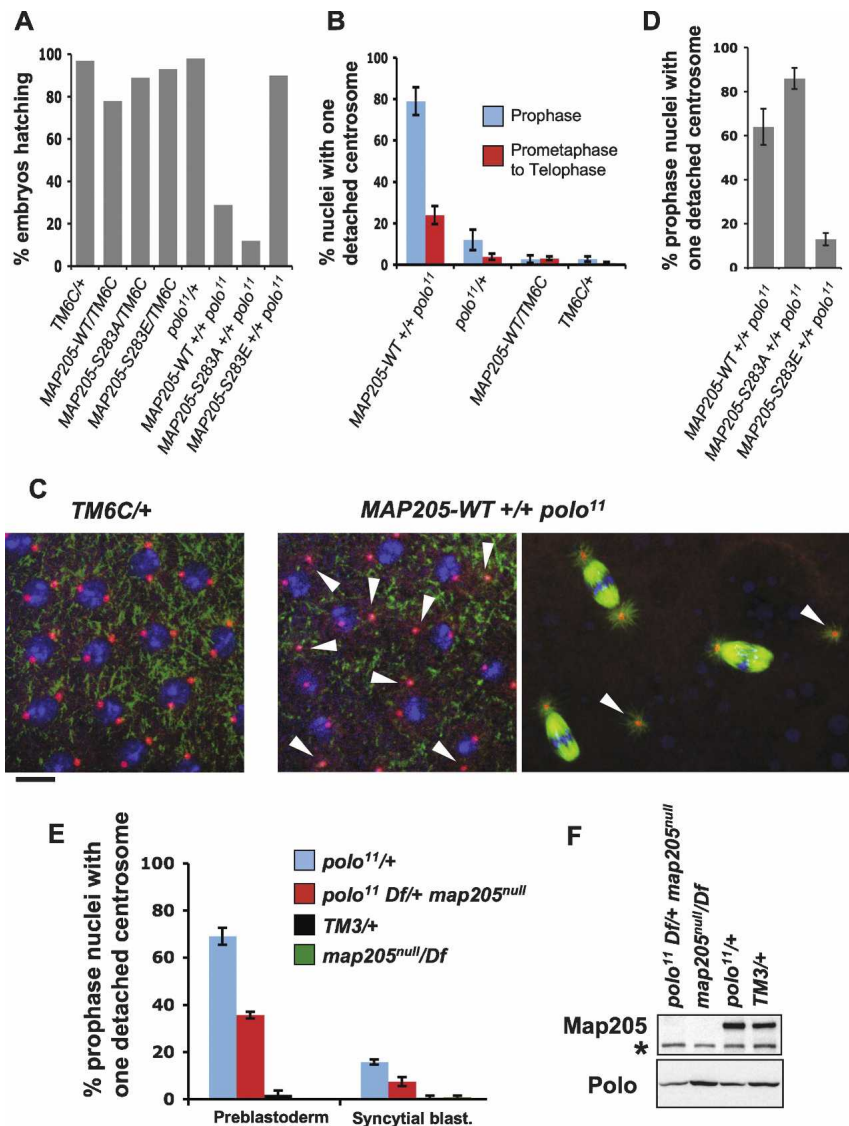 A
% embryos hatching
100
80
60
40
20
0
TM6C/+
MAP205-WT/TM6C
MAP205-S283A/TM6C
MAP205-S283E/TM6C
polo¹¹/+
MAP205-WT +/+ polo¹¹
MAP205-S283A +/+ polo¹¹
MAP205-S283E +/+ polo¹¹
B
% nuclei with one
detached centrosome
100
80
60
40
20
0
Prophase
Prometaphase
to Telophase
MAP205-WT +/+ polo¹¹
polo¹¹/+
MAP205-WT/TM6C
TM6C/+
D
% prophase nuclei with
one detached centrosome
100
80
60
40
20
0
MAP205-WT +/+ polo¹¹
MAP205-S283A +/+ polo¹¹
MAP205-S283E +/+ polo¹¹
C
TM6C/+
MAP205-WT +/+ polo¹¹
E
% prophase nuclei with
one detached centrosome
100
80
60
40
20
0
polo¹¹/+
polo¹¹ Df/+ map205ⁿᵘˡˡ
TM3/+
map205ⁿᵘˡˡ/Df
Preblastoderm
Syncytial blast.
F
polo¹¹ Df/+ map205ⁿᵘˡˡ
map205ⁿᵘˡˡ/Df
polo¹¹/+
TM3/+
Map205
*
Polo